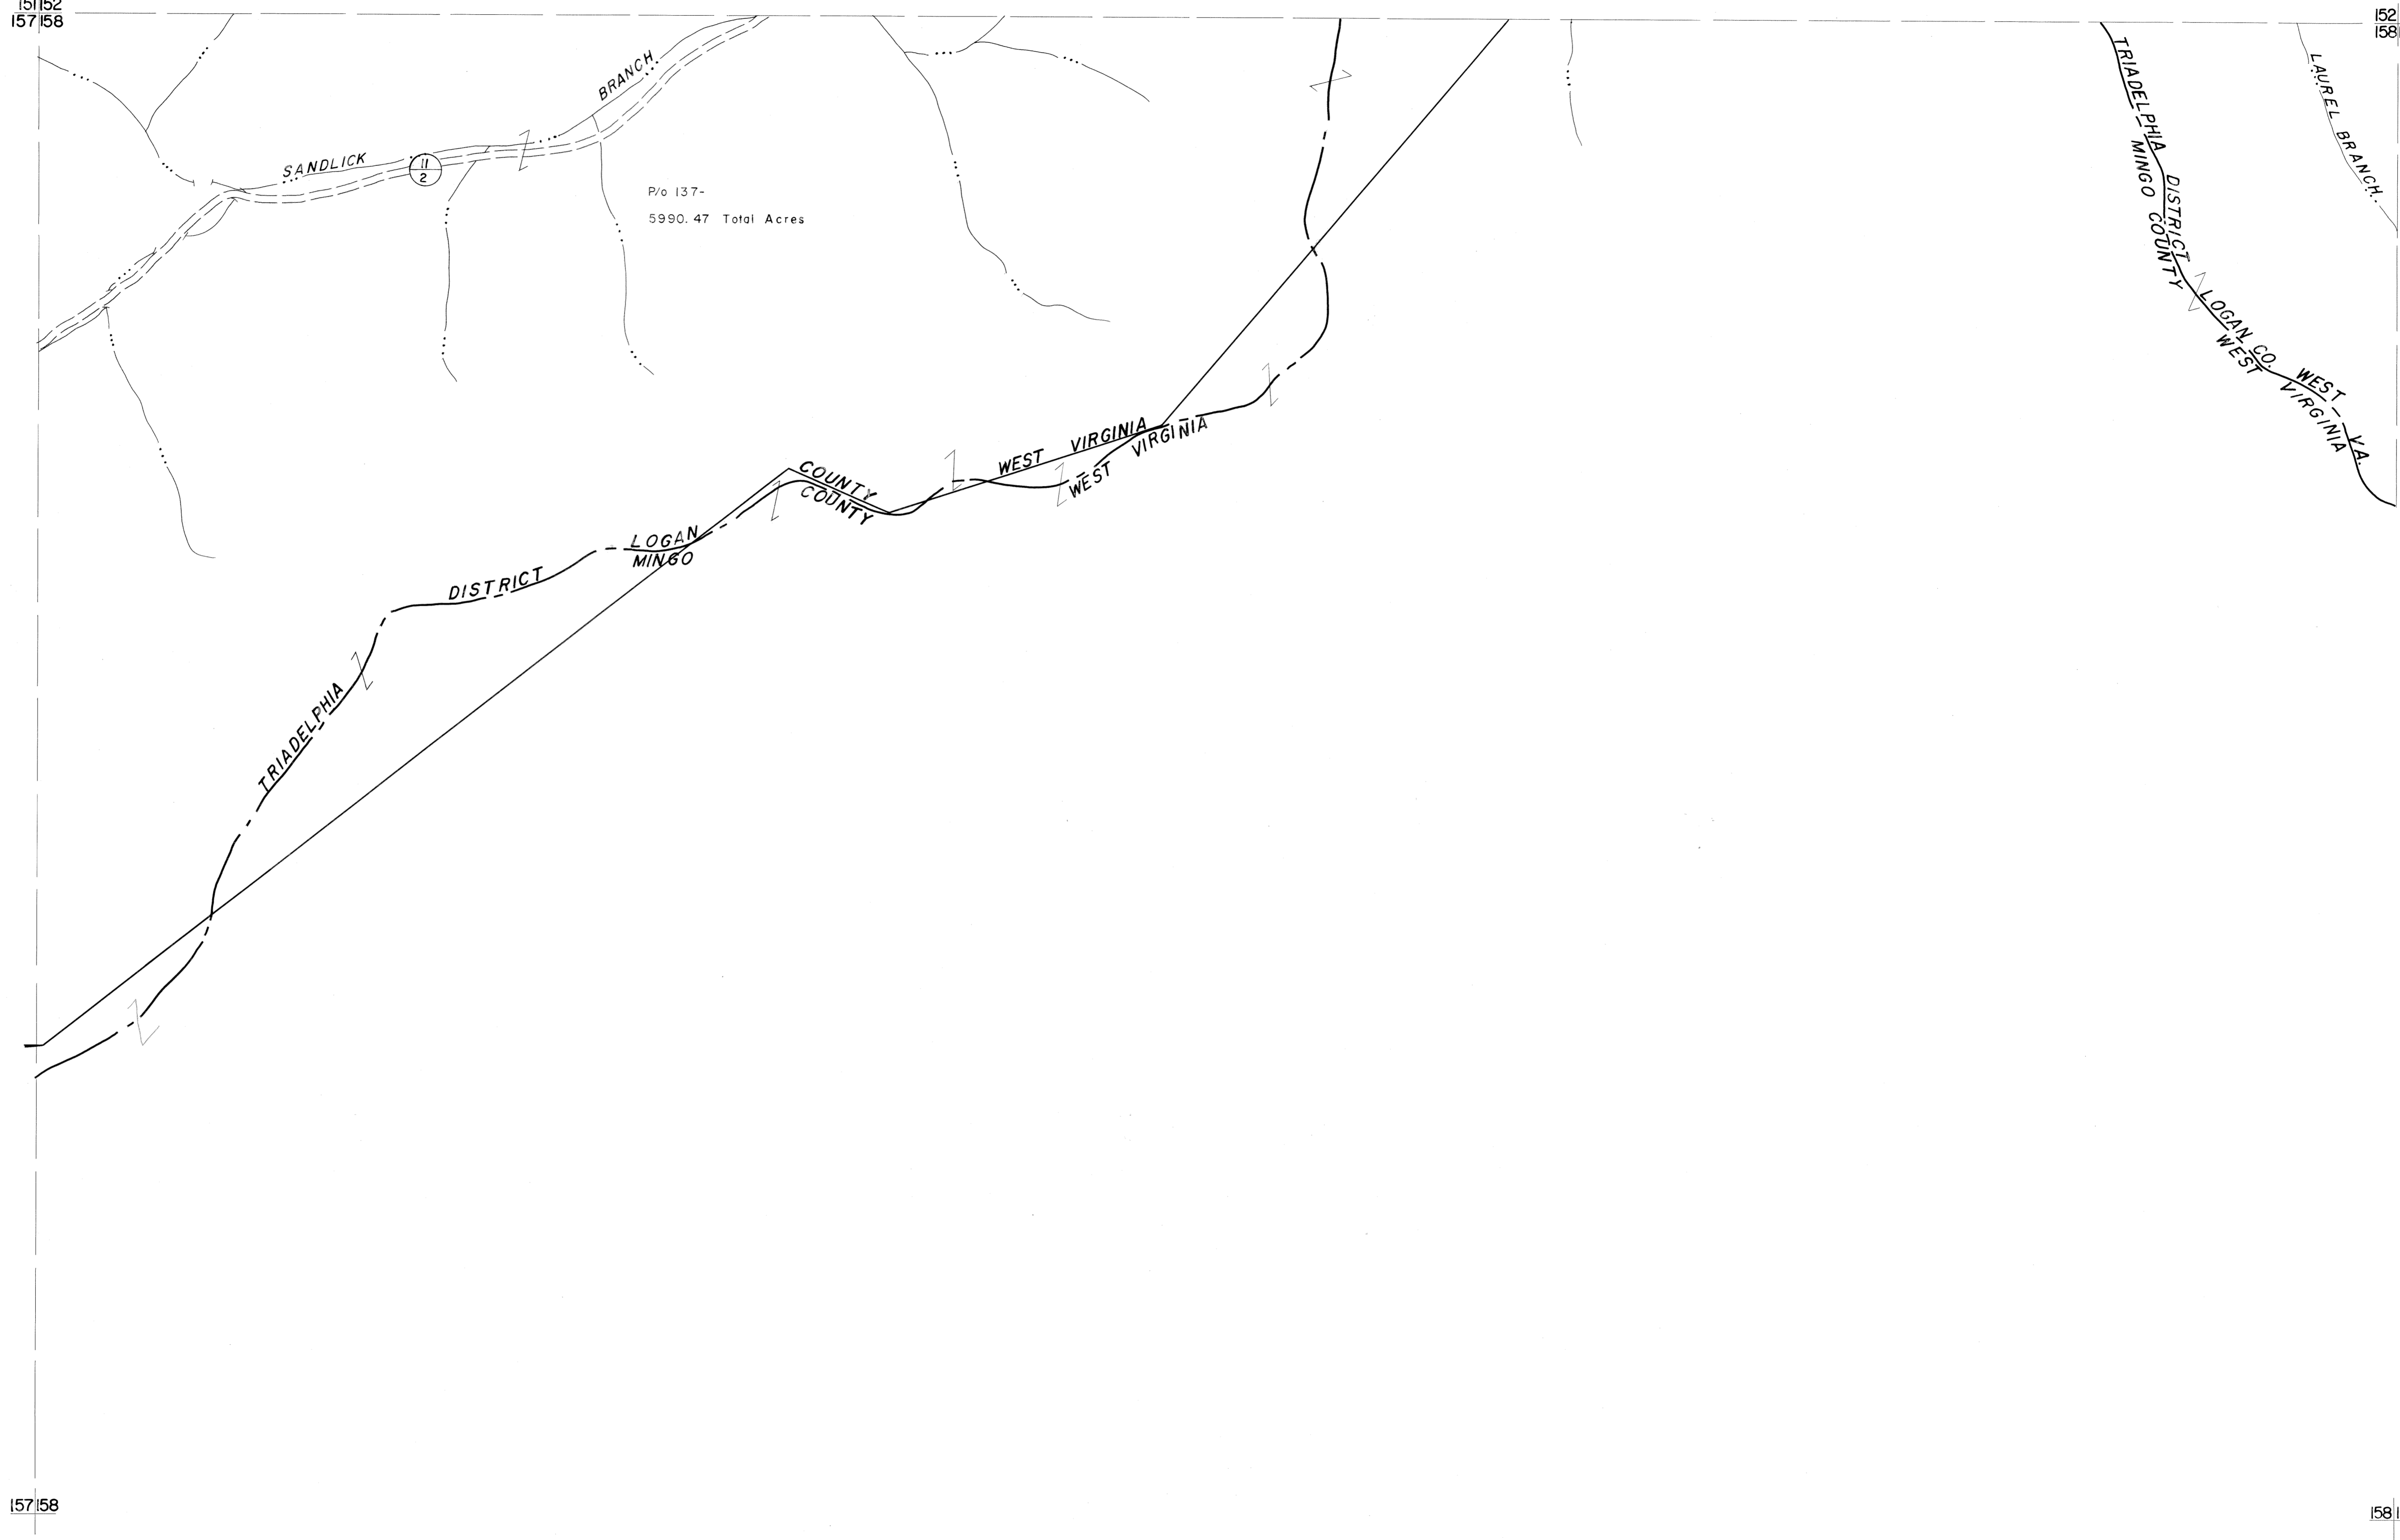 151 152
157 158
152
158
BRANCH
SANDLICK
11
2
P/o 137-
5990.47 Total Acres
TRIADELPHIA DISTRICT LOGAN CO. WEST VA.
MINGO COUNTY WEST VIRGINIA
LAUREL BRANCH
TRIADELPHIA DISTRICT LOGAN COUNTY WEST VIRGINIA
MINGO COUNTY WEST VIRGINIA
157 158
158